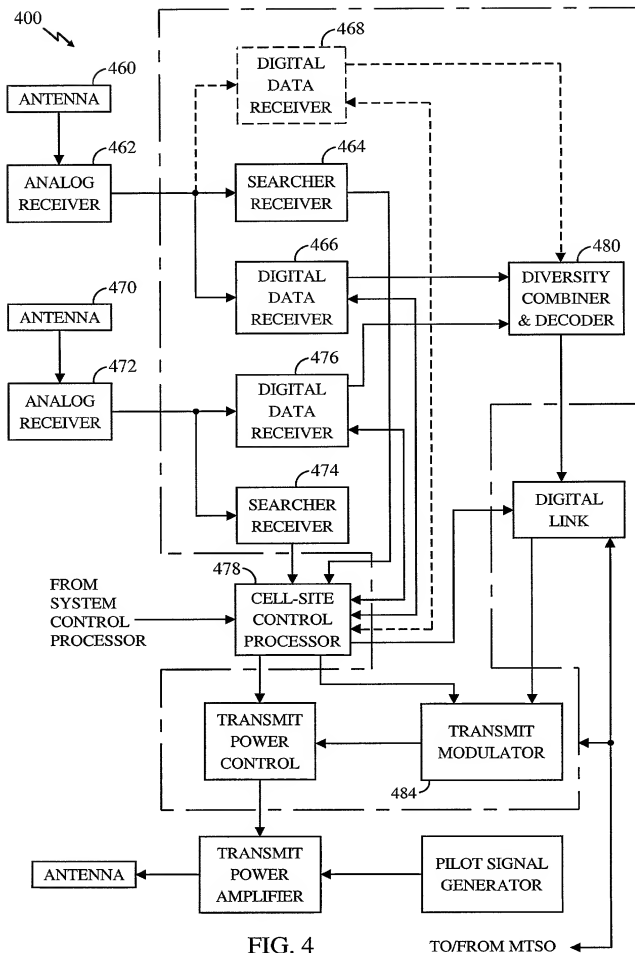 400
468
460
DIGITAL
DATA
RECEIVER
ANTENNA
462
464
ANALOG
RECEIVER
SEARCHER
RECEIVER
466
480
DIGITAL
DATA
RECEIVER
DIVERSITY
COMBINER
& DECODER
470
ANTENNA
476
472
DIGITAL
DATA
RECEIVER
ANALOG
RECEIVER
474
SEARCHER
RECEIVER
DIGITAL
LINK
478
FROM
SYSTEM
CONTROL
PROCESSOR
CELL-SITE
CONTROL
PROCESSOR
TRANSMIT
POWER
CONTROL
TRANSMIT
MODULATOR
484
ANTENNA
TRANSMIT
POWER
AMPLIFIER
PILOT SIGNAL
GENERATOR
FIG. 4
TO/FROM MTSO